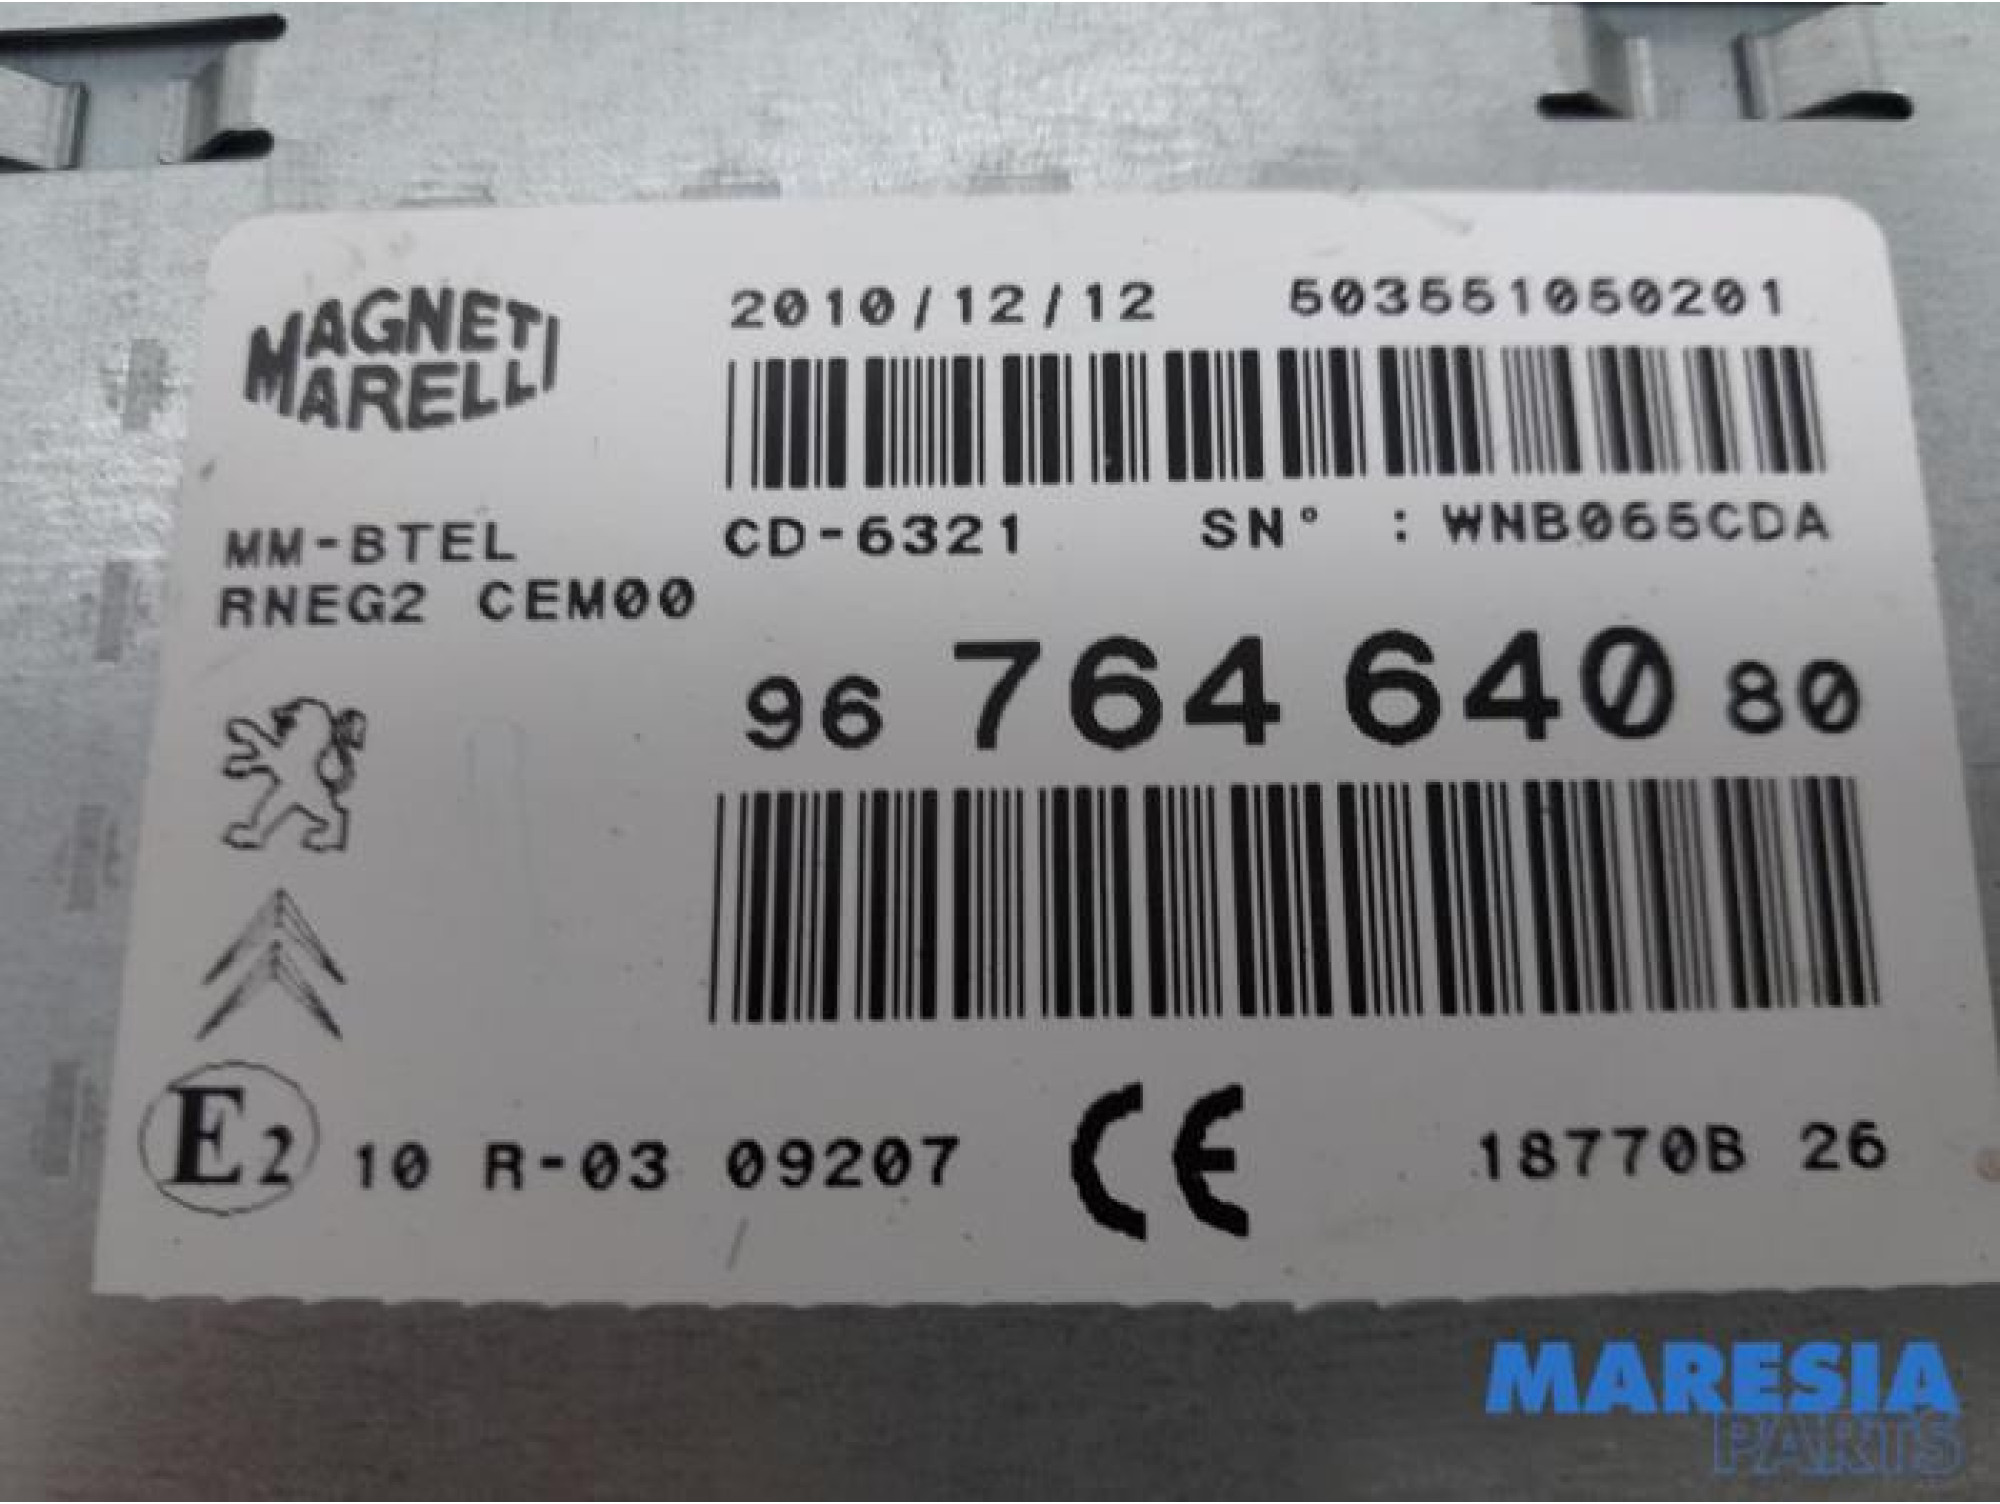 MAGNETI
MARELLI
2010/12/12 503551050201
MM-BTEL
RNEG2 CEM00
CD-6321 SN° : WNB065CDA
96 764 640 80
E2 10 R-03 09207 CE 18770B 26
MARESIA
PARTS